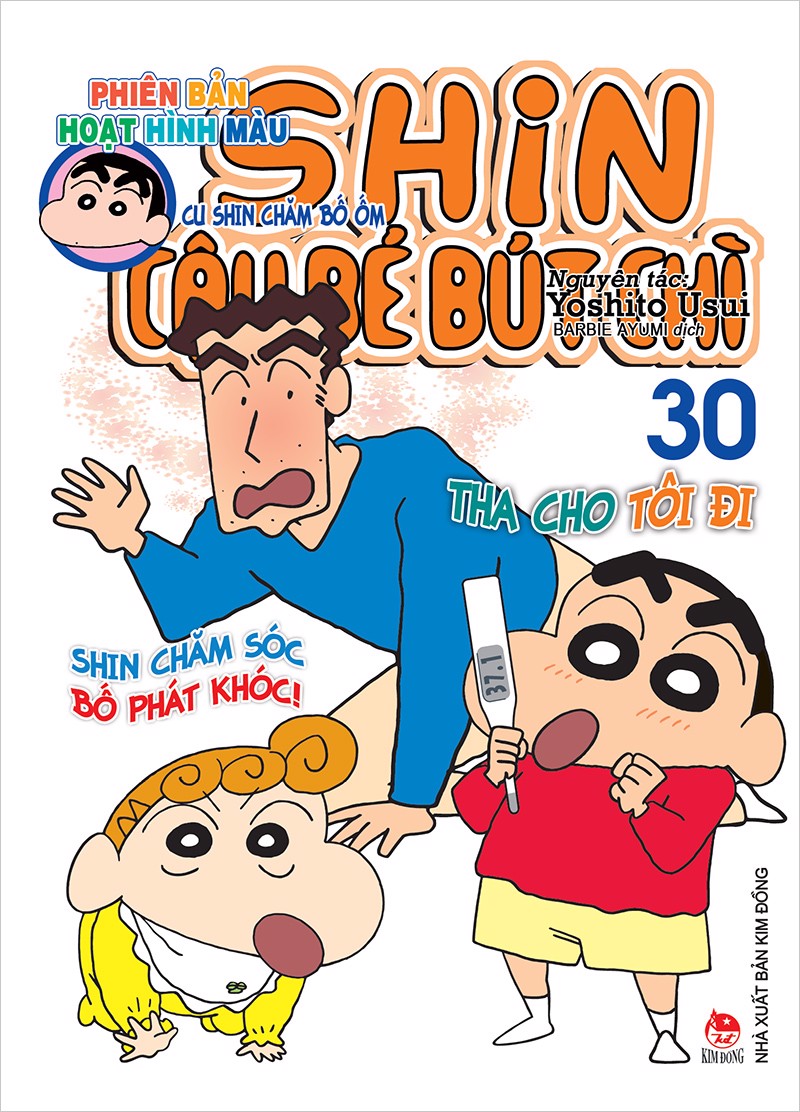 PHIÊN BẢN
HOẠT HÌNH MÀU
SHiN
CẬU BÉ BÚT CHÌ
CU SHIN CHĂM BỐ ỐM
Nguyên tác:
Yoshito Usui
BARBIE AYUMI dịch
30
THA CHO TÔI ĐI
37.1
SHIN CHĂM SÓC
BỐ PHÁT KHÓC!
KIM ĐỒNG
NHÀ XUẤT BẢN KIM ĐỒNG